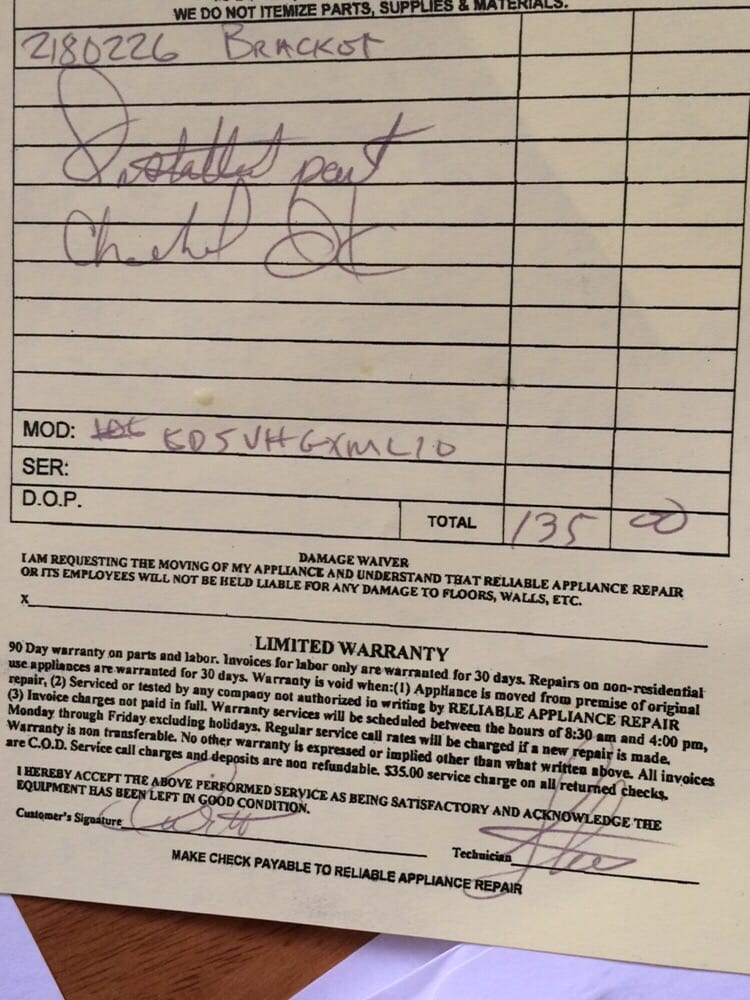 WE DO NOT ITEMIZE PARTS, SUPPLIES & MATERIALS.
2180226 BRACKET
Installed part
Checked OK
MOD: ED5VHGXML10
SER:
D.O.P.
TOTAL 135 00
DAMAGE WAIVER
I AM REQUESTING THE MOVING OF MY APPLIANCE AND UNDERSTAND THAT RELIABLE APPLIANCE REPAIR
OR ITS EMPLOYEES WILL NOT BE HELD LIABLE FOR ANY DAMAGE TO FLOORS, WALLS, ETC.
X
LIMITED WARRANTY
90 Day warranty on parts and labor. Invoices for labor only are warranted for 30 days. Repairs on non-residential
use appliances are warranted for 30 days. Warranty is void when:(1) Appliance is moved from premise of original
repair, (2) Serviced or tested by any company not authorized in writing by RELIABLE APPLIANCE REPAIR
(3) Invoice charges not paid in full. Warranty services will be scheduled between the hours of 8:30 am and 4:00 pm,
Monday through Friday excluding holidays. Regular service call rates will be charged if a new repair is made.
Warranty is non transferable. No other warranty is expressed or implied other than what written above. All invoices
are C.O.D. Service call charges and deposits are non refundable. $35.00 service charge on all returned checks.
I HEREBY ACCEPT THE ABOVE PERFORMED SERVICE AS BEING SATISFACTORY AND ACKNOWLEDGE THE
EQUIPMENT HAS BEEN LEFT IN GOOD CONDITION.
Customer's Signature
Technician
MAKE CHECK PAYABLE TO RELIABLE APPLIANCE REPAIR